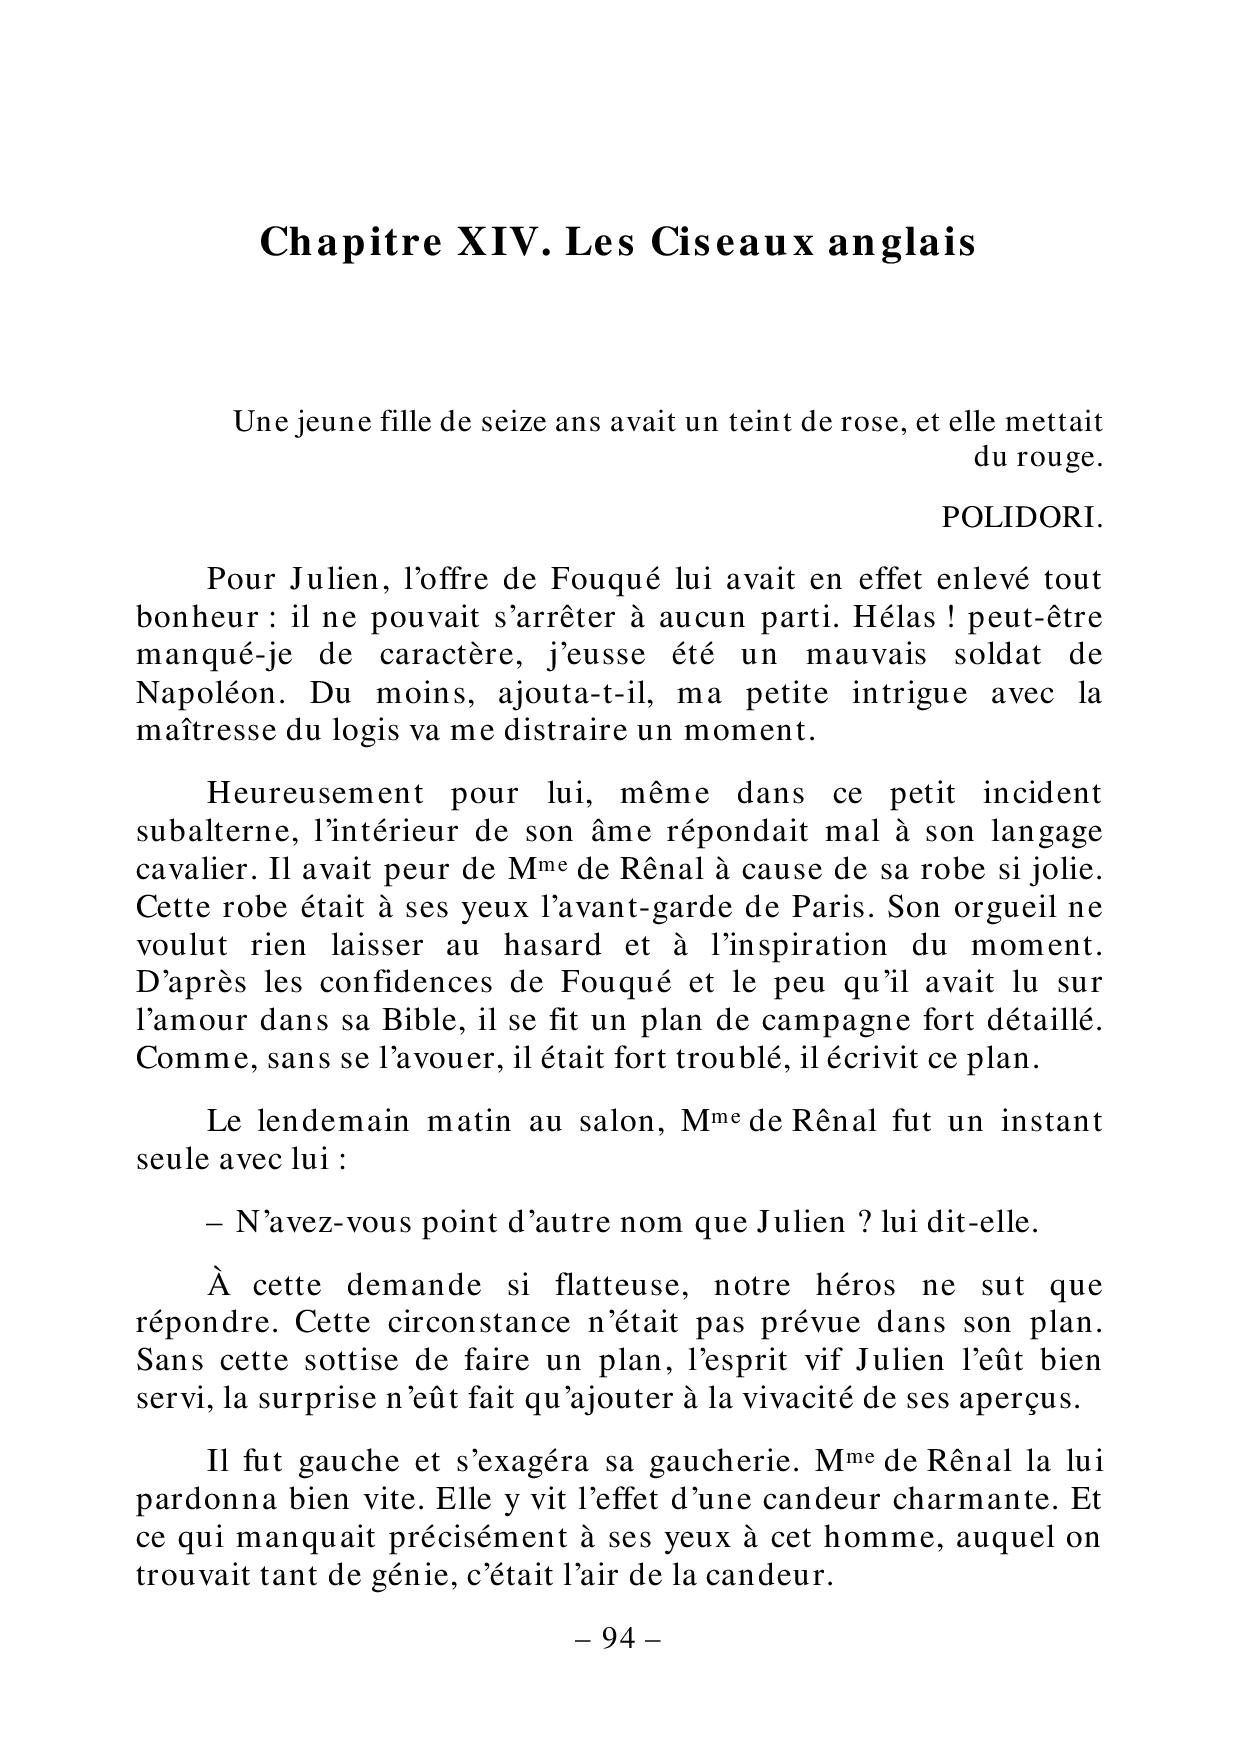 Chapitre XIV. Les Ciseaux anglais
Une jeune fille de seize ans avait un teint de rose, et elle mettait
du rouge.
POLIDORI.
Pour Julien, l’offre de Fouqué lui avait en effet enlevé tout
bonheur : il ne pouvait s’arrêter à aucun parti. Hélas ! peut-être
manqué-je de caractère, j’eusse été un mauvais soldat de
Napoléon. Du moins, ajouta-t-il, ma petite intrigue avec la
maîtresse du logis va me distraire un moment.
Heureusement pour lui, même dans ce petit incident
subalterne, l’intérieur de son âme répondait mal à son langage
cavalier. Il avait peur de Mme de Rênal à cause de sa robe si jolie.
Cette robe était à ses yeux l’avant-garde de Paris. Son orgueil ne
voulut rien laisser au hasard et à l’inspiration du moment.
D’après les confidences de Fouqué et le peu qu’il avait lu sur
l’amour dans sa Bible, il se fit un plan de campagne fort détaillé.
Comme, sans se l’avouer, il était fort troublé, il écrivit ce plan.
Le lendemain matin au salon, Mme de Rênal fut un instant
seule avec lui :
– N’avez-vous point d’autre nom que Julien ? lui dit-elle.
À cette demande si flatteuse, notre héros ne sut que
répondre. Cette circonstance n’était pas prévue dans son plan.
Sans cette sottise de faire un plan, l’esprit vif Julien l’eût bien
servi, la surprise n’eût fait qu’ajouter à la vivacité de ses aperçus.
Il fut gauche et s’exagéra sa gaucherie. Mme de Rênal la lui
pardonna bien vite. Elle y vit l’effet d’une candeur charmante. Et
ce qui manquait précisément à ses yeux à cet homme, auquel on
trouvait tant de génie, c’était l’air de la candeur.
– 94 –